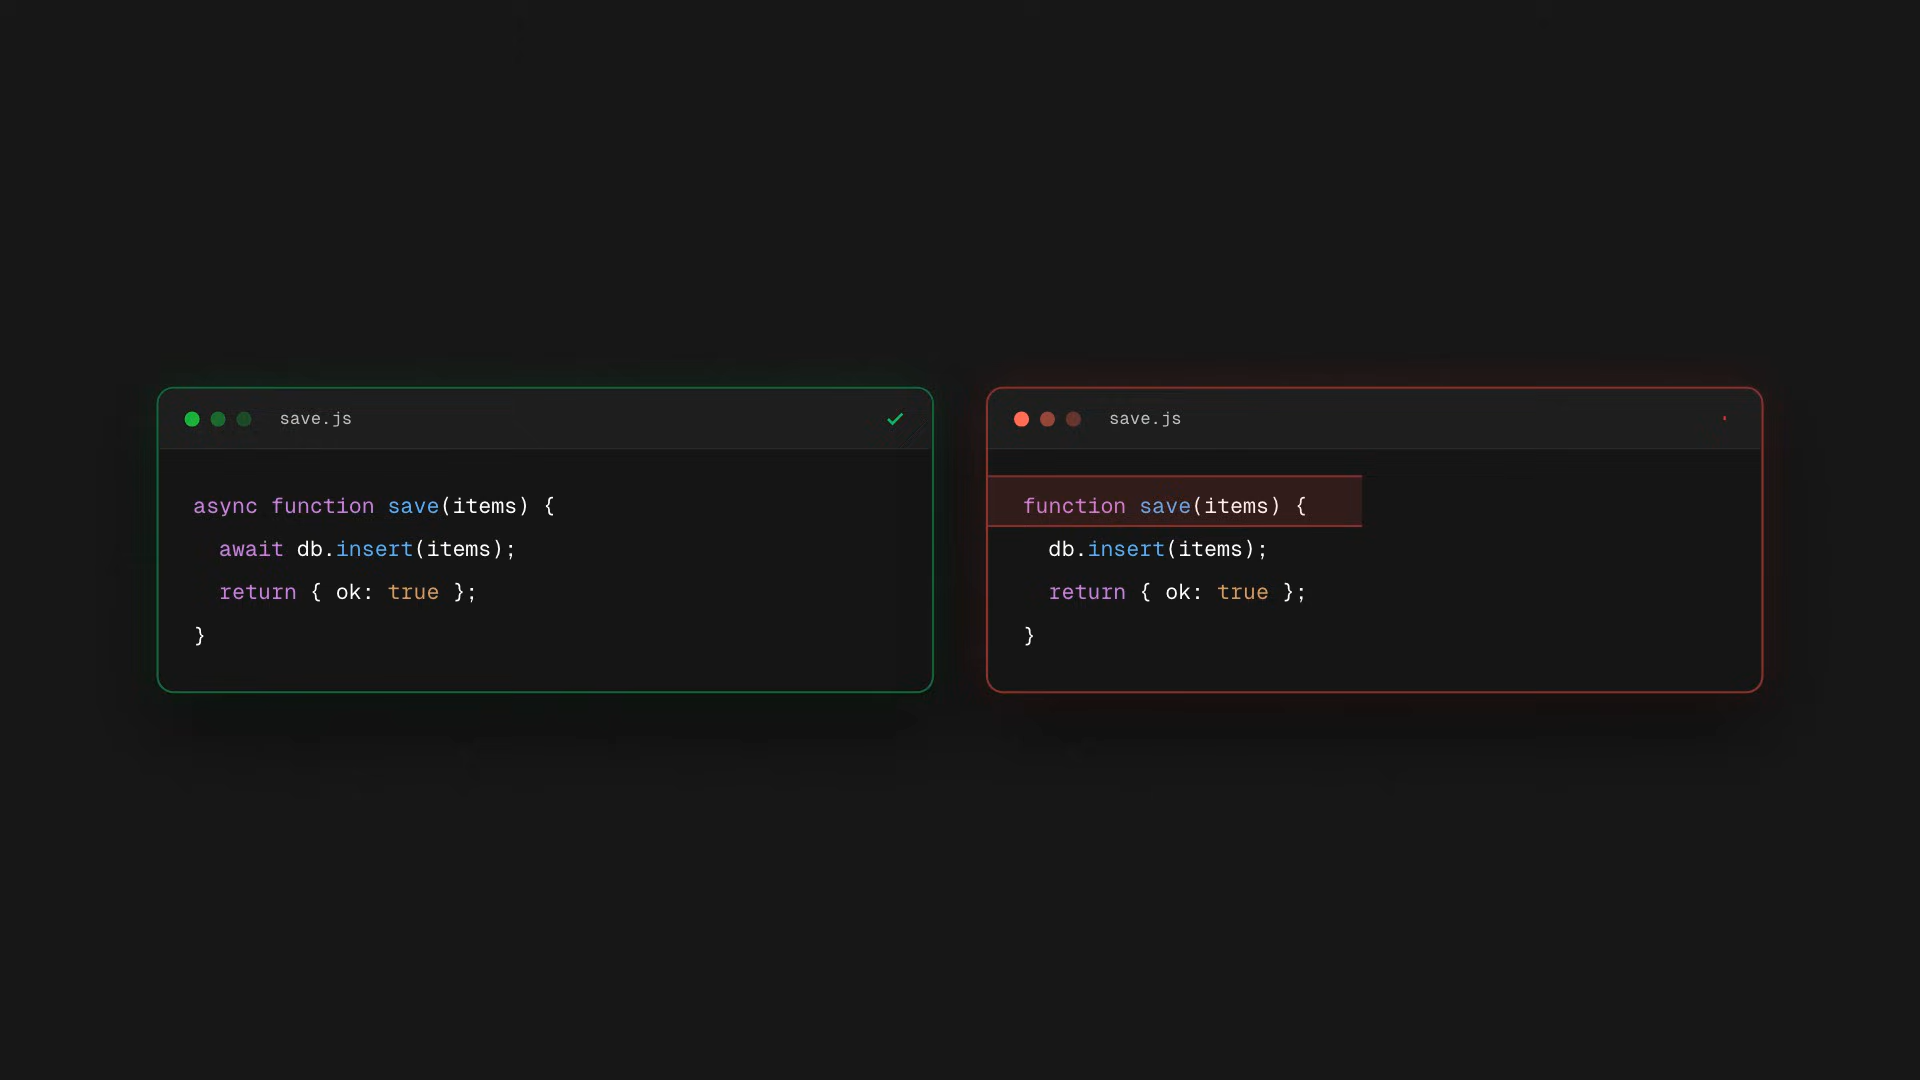 save.js
async function save(items) {
  await db.insert(items);
  return { ok: true };
}
save.js
function save(items) {
  db.insert(items);
  return { ok: true };
}